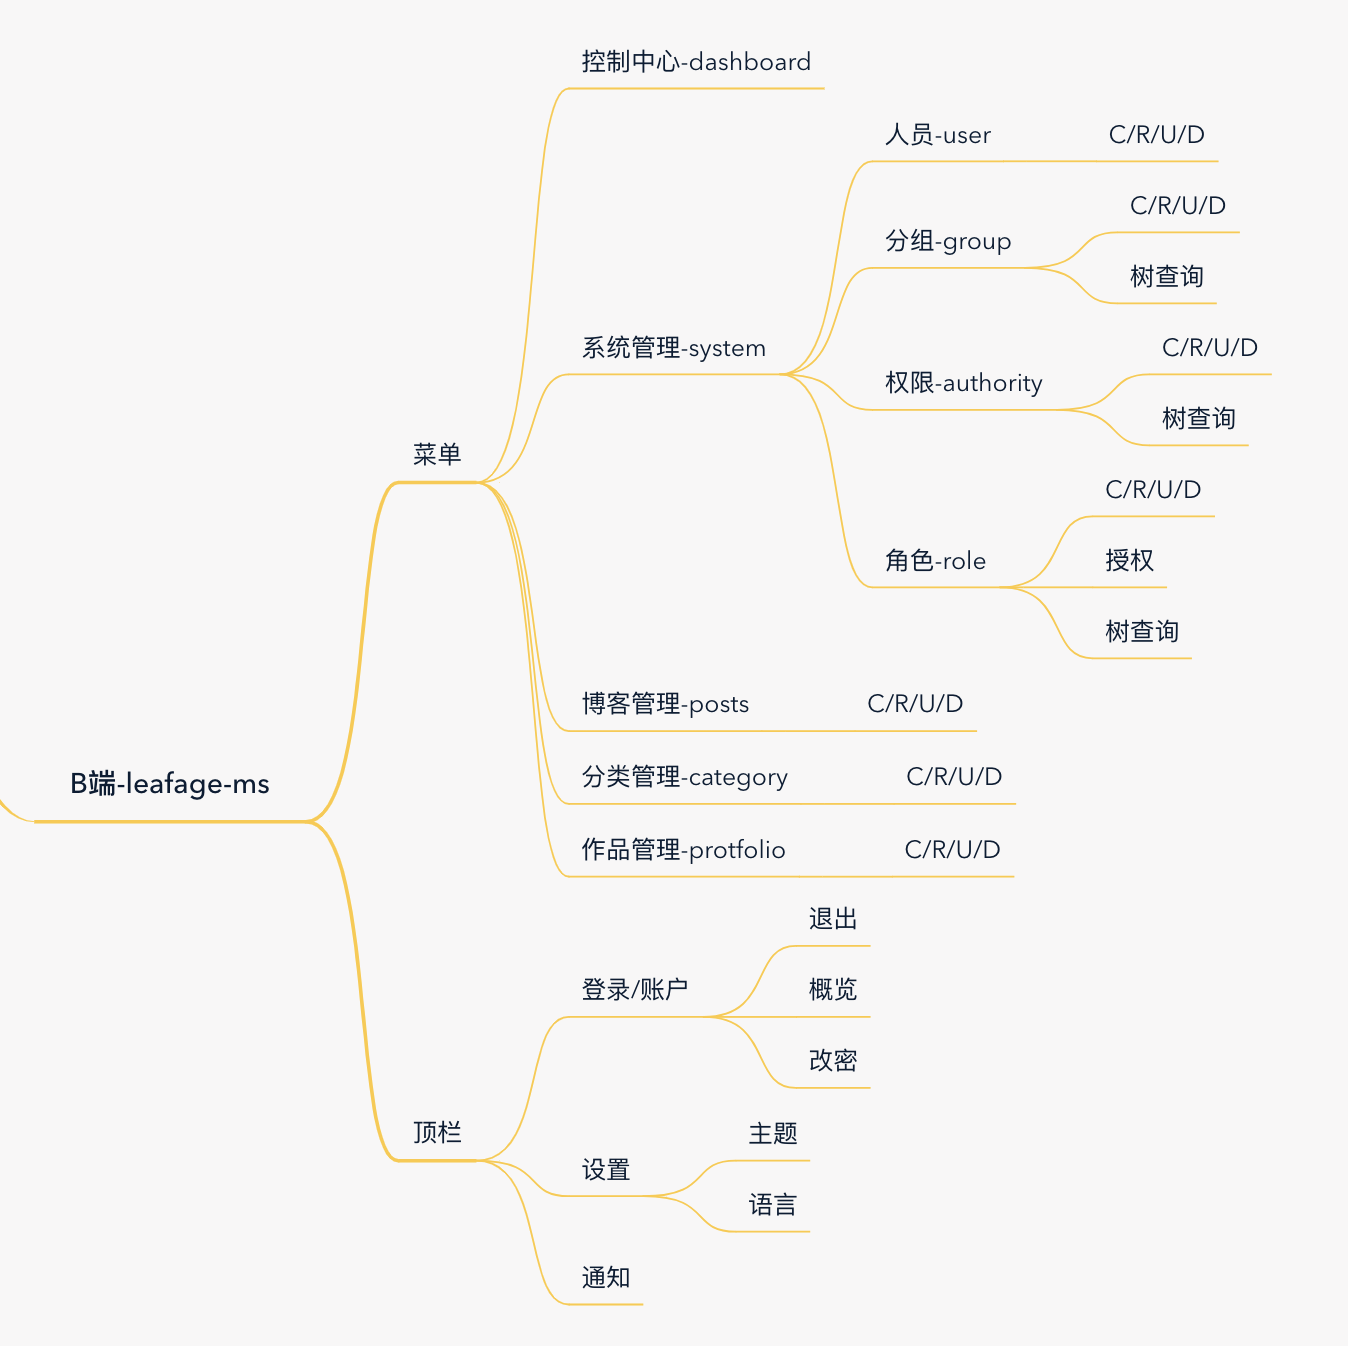 控制中心-dashboard
人员-user
C/R/U/D
C/R/U/D
分组-group
树查询
系统管理-system
C/R/U/D
权限-authority
树查询
菜单
C/R/U/D
角色-role
授权
树查询
博客管理-posts
C/R/U/D
分类管理-category
C/R/U/D
B端-leafage-ms
作品管理-protfolio
C/R/U/D
退出
登录/账户
概览
改密
顶栏
主题
设置
语言
通知